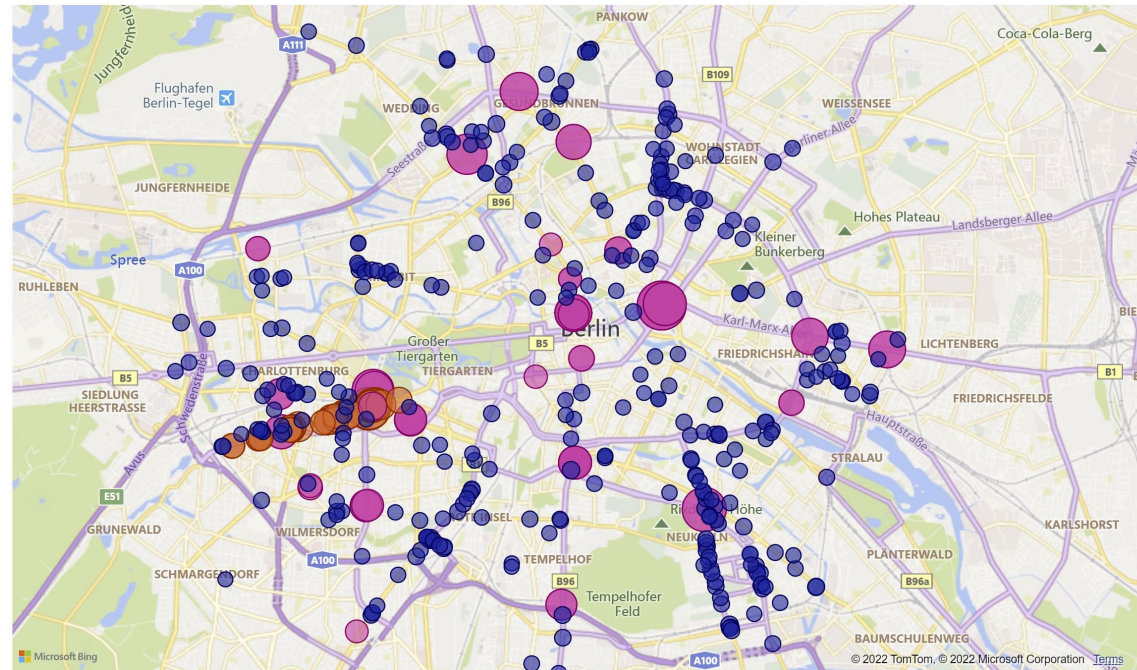 PANKOW
Coca-Cola-Berg
Jungfernheide
A111
B109
Flughafen
Berlin-Tegel
WEDDING
GESUNDBRUNNEN
WEISSENSEE
Seestraße
Berliner Allee
WOHNSTADT
CARL LEGIEN
JUNGFERNHEIDE
B96
Hohes Plateau
Landsberger Allee
Kleiner
Bunkerberg
Spree
A100
RUHLEBEN
Berlin
Karl-Marx-Allee
Großer
Tiergarten
B5
FRIEDRICHSHAIN
LICHTENBERG
CHARLOTTENBURG
TIERGARTEN
B5
B1
SIEDLUNG
HEERSTRASSE
FRIEDRICHSFELDE
Hauptstraße
Avus
STRALAU
E51
GRUNEWALD
WILMERSDORF
NEUKÖLLN
KARLSHORST
A100
TEMPELHOF
PLÄNTERWALD
SCHMARGENDORF
B96
B96a
Tempelhofer
Feld
BAUMSCHULENWEG
A100
Microsoft Bing
© 2022 TomTom, © 2022 Microsoft Corporation Terms